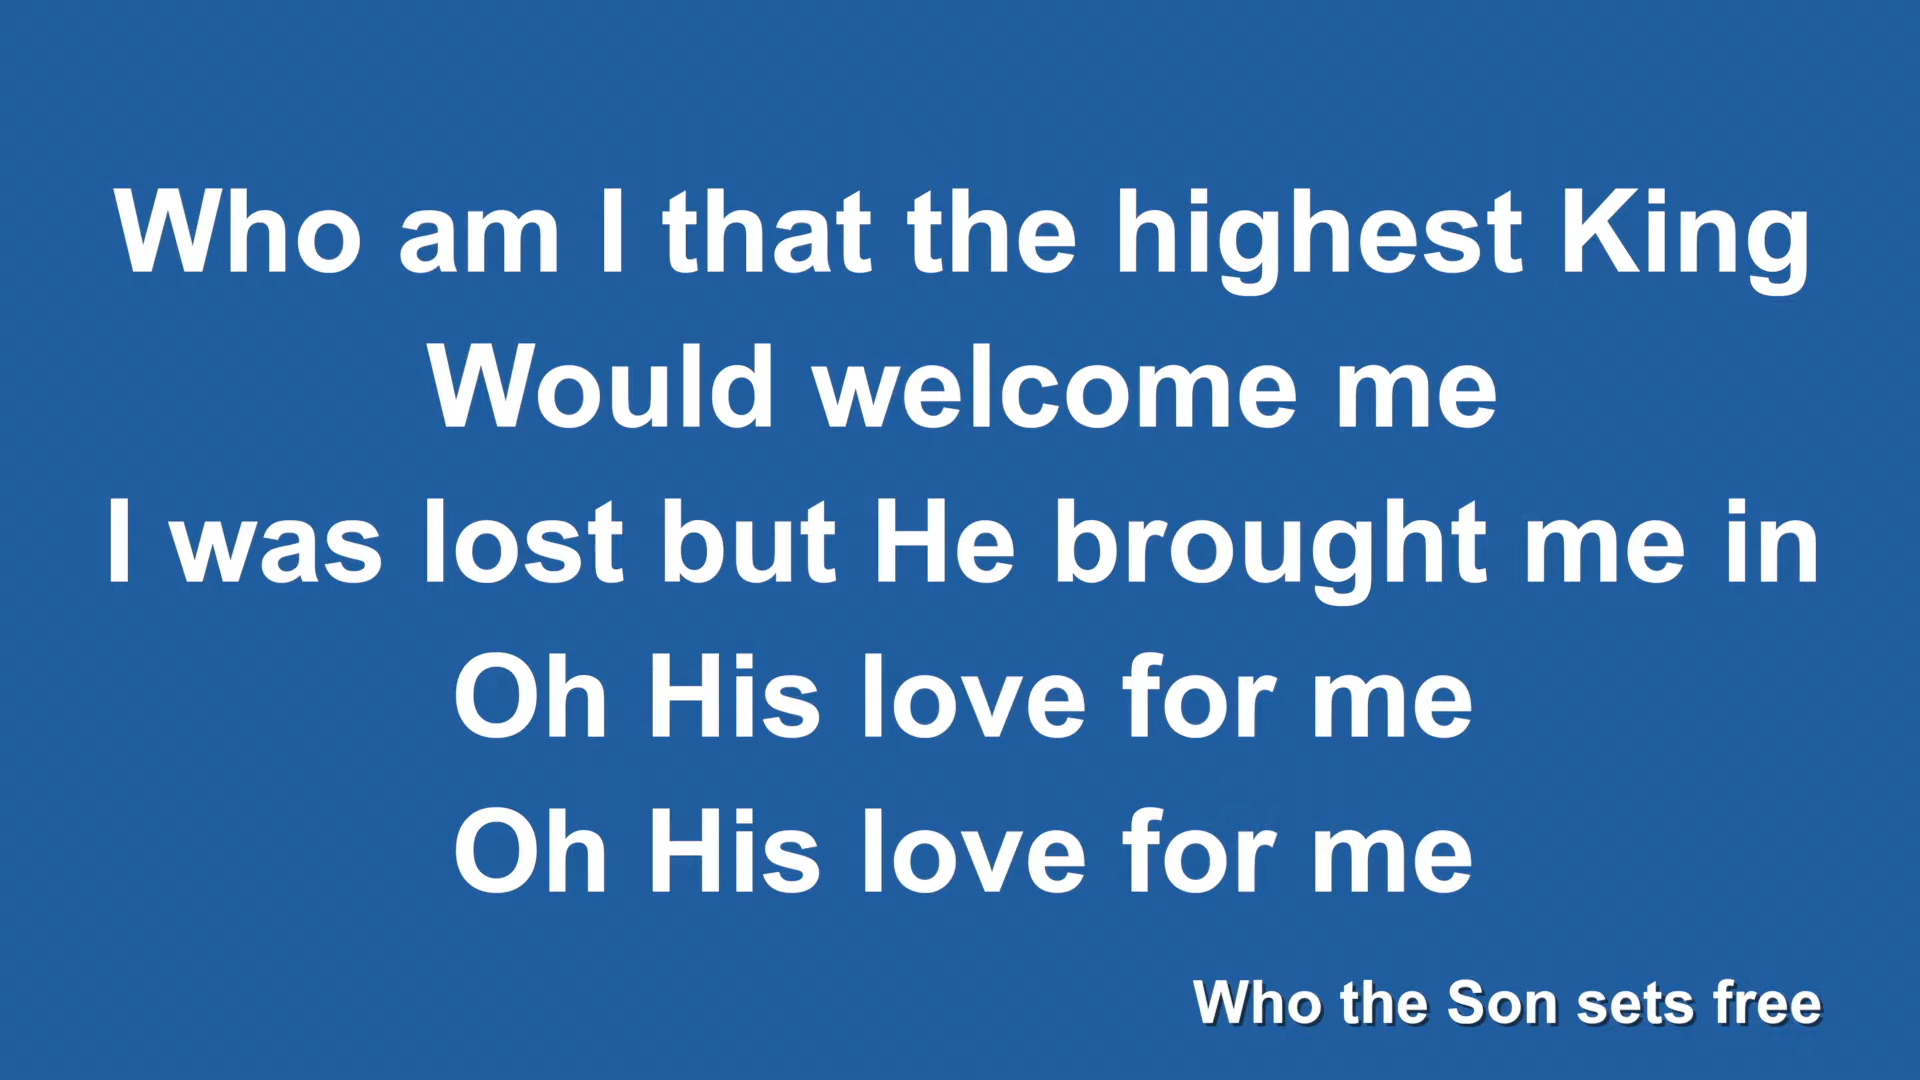 Who am I that the highest King
Would welcome me
I was lost but He brought me in
Oh His love for me
Oh His love for me
Who the Son sets free